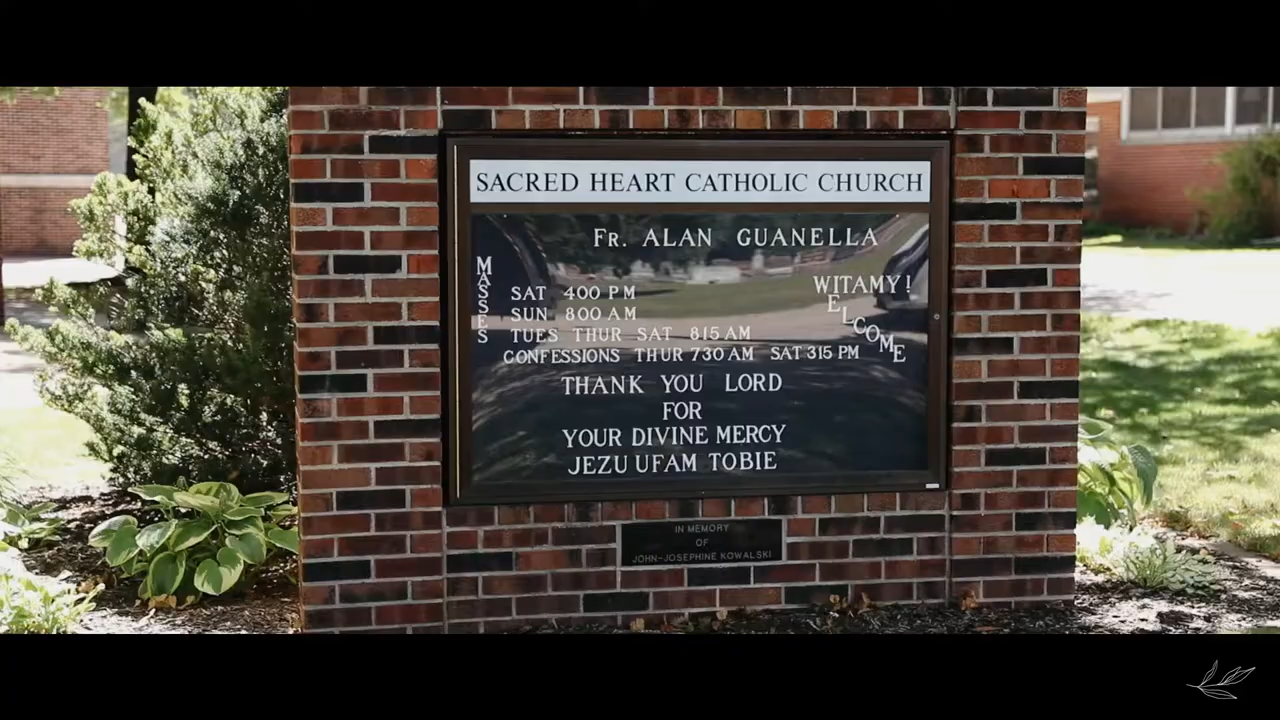 SACRED HEART CATHOLIC CHURCH
FR. ALAN GUANELLA
MASSES
SAT 400 PM
SUN 800 AM
TUES THUR SAT 815 AM
CONFESSIONS THUR 730 AM SAT 315 PM
WITAMY!
WELCOME
THANK YOU LORD
FOR
YOUR DIVINE MERCY
JEZU UFAM TOBIE
IN MEMORY
OF
JOHN-JOSEPHINE KOWALSKI